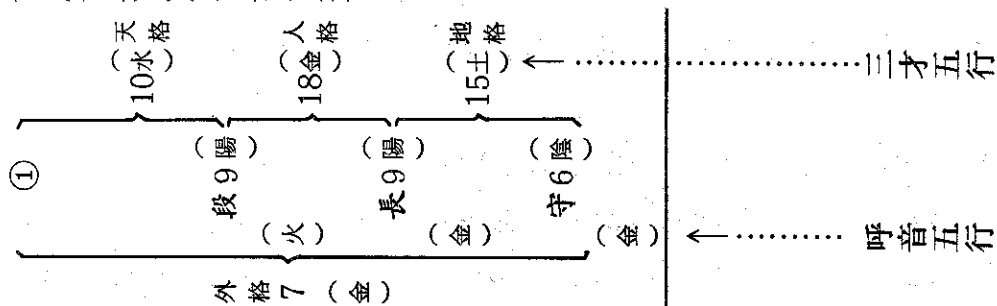 （天格） （人格） （地格）
10水 18金 15土 ← 三才五行
①
段9（陽） 長9（陽） 守6（陰）
（火） （金） （金） ← 呼音五行
外格7（金）